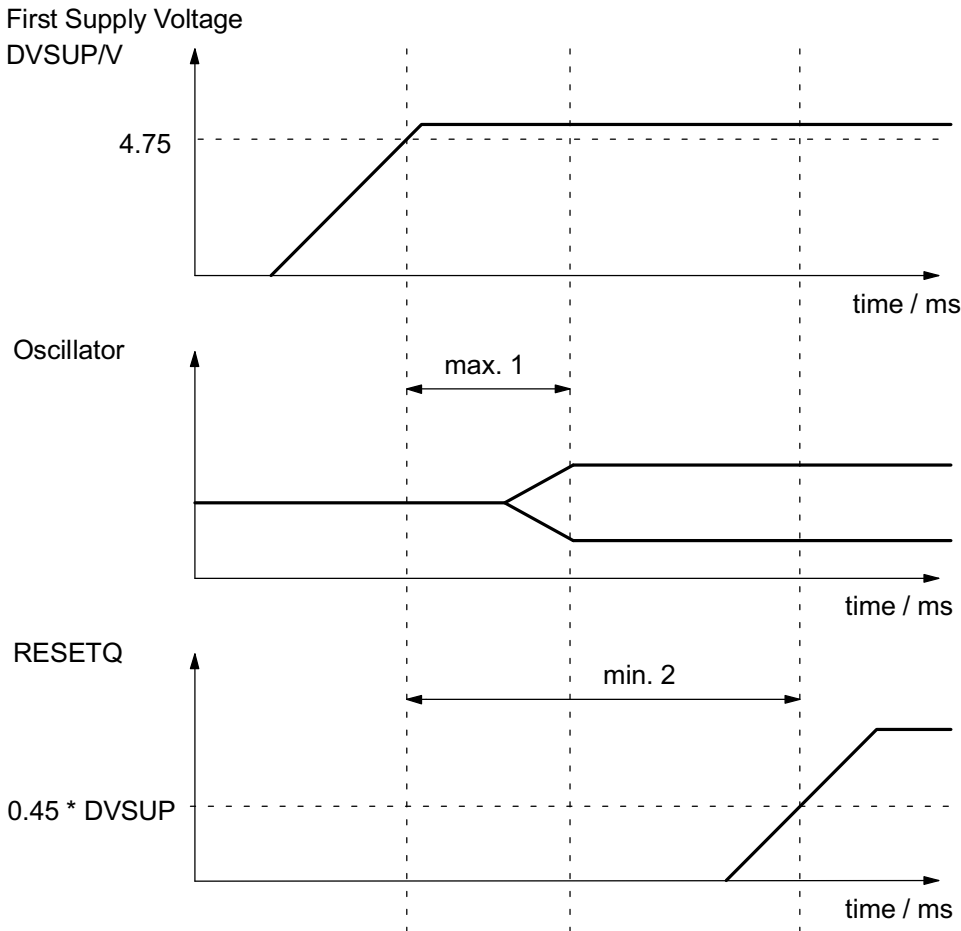 First Supply Voltage
DVSUP/V
4.75
time / ms
Oscillator
max. 1
time / ms
RESETQ
min. 2
0.45 * DVSUP
time / ms